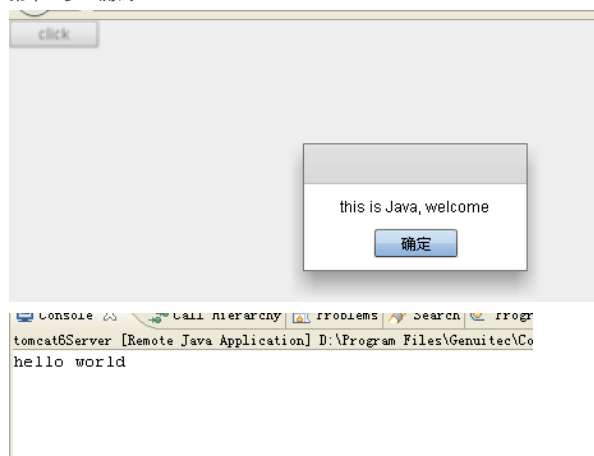 click
this is Java, welcome
确定
Console Call Hierarchy Problems Search Progr
tomcat6Server [Remote Java Application] D:\Program Files\Genuitec\Co
hello world